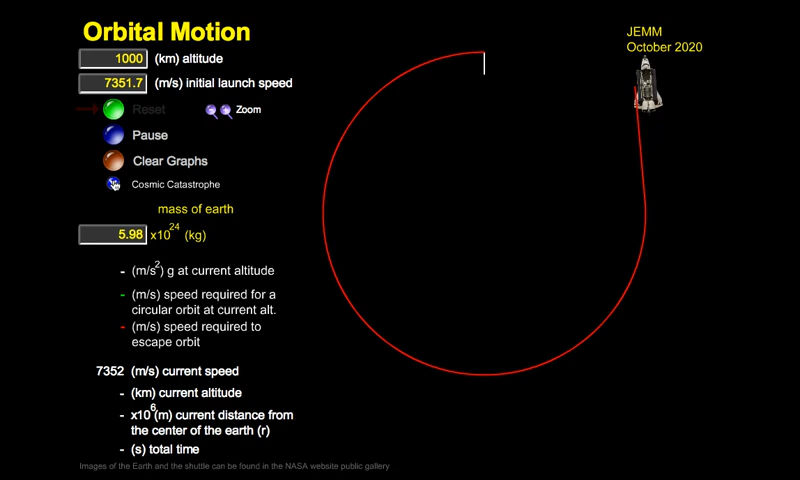 Orbital Motion
JEMM
October 2020
1000 (km) altitude
7351.7 (m/s) initial launch speed
Reset
Zoom
Pause
Clear Graphs
Cosmic Catastrophe
mass of earth
5.98 x10^24 (kg)
- (m/s²) g at current altitude
- (m/s) speed required for a
circular orbit at current alt.
- (m/s) speed required to
escape orbit
7352 (m/s) current speed
- (km) current altitude
- x10^6(m) current distance from
the center of the earth (r)
- (s) total time
Images of the Earth and the shuttle can be found in the NASA website public gallery